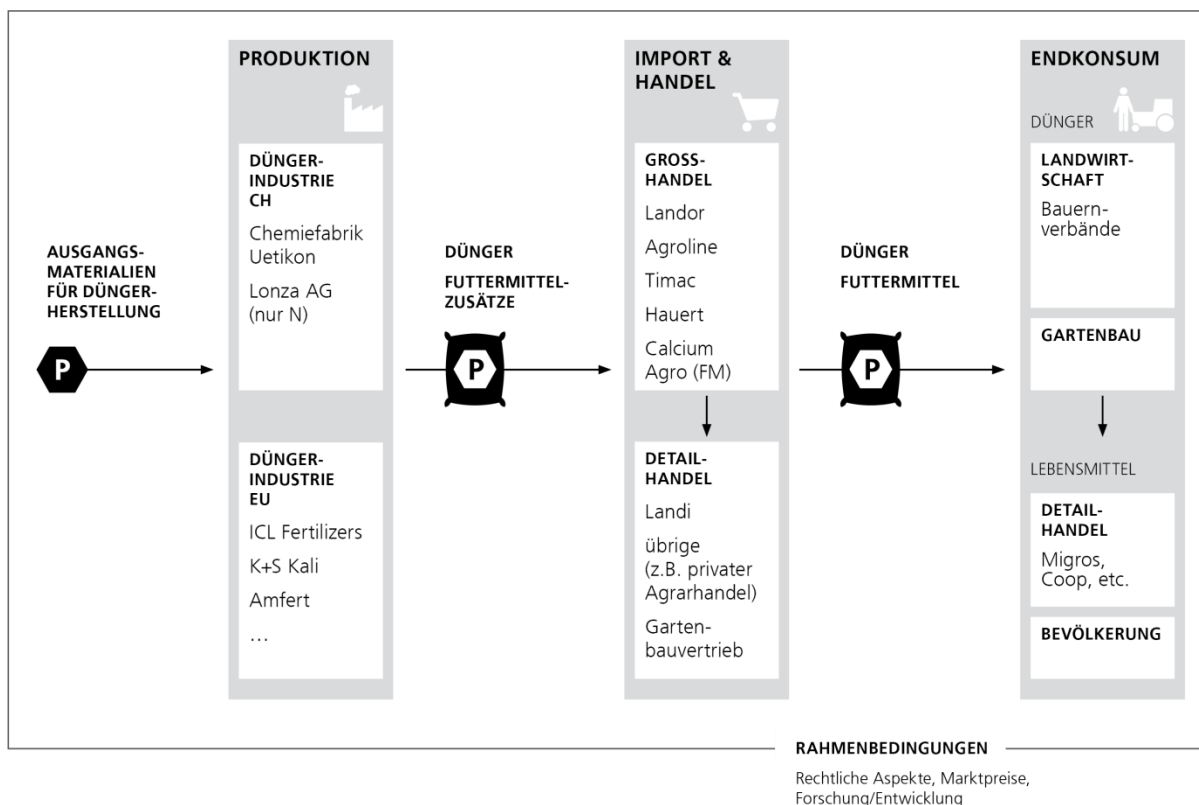 AUSGANGS-
MATERIALIEN
FÜR DÜNGER-
HERSTELLUNG
P
PRODUKTION
DÜNGER-
INDUSTRIE
CH
Chemiefabrik
Uetikon
Lonza AG
(nur N)
DÜNGER-
INDUSTRIE
EU
ICL Fertilizers
K+S Kali
Amfert
...
DÜNGER
FUTTERMITTEL-
ZUSÄTZE
P
IMPORT &
HANDEL
GROSS-
HANDEL
Landor
Agroline
Timac
Hauert
Calcium
Agro (FM)
DETAIL-
HANDEL
Landi
übrige
(z.B. privater
Agrarhandel)
Garten-
bauvertrieb
DÜNGER
FUTTERMITTEL
P
ENDKONSUM
DÜNGER
LANDWIRT-
SCHAFT
Bauern-
verbände
GARTENBAU
LEBENSMITTEL
DETAIL-
HANDEL
Migros,
Coop, etc.
BEVÖLKERUNG
RAHMENBEDINGUNGEN
Rechtliche Aspekte, Marktpreise,
Forschung/Entwicklung